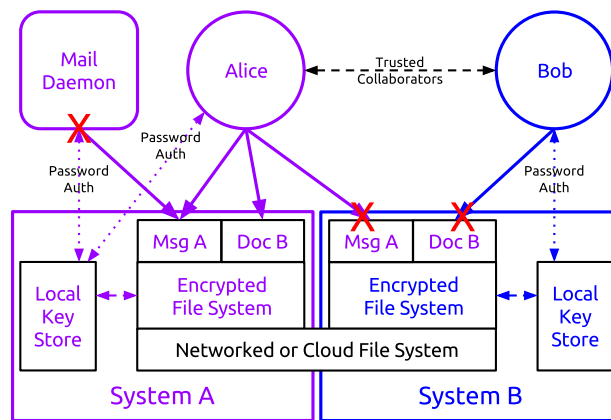 Mail
Daemon
Alice
Trusted
Collaborators
Bob
Password
Auth
Password
Auth
Password
Auth
Msg A
Doc B
Msg A
Doc B
Local
Key
Store
Encrypted
File System
Encrypted
File System
Local
Key
Store
Networked or Cloud File System
System A
System B